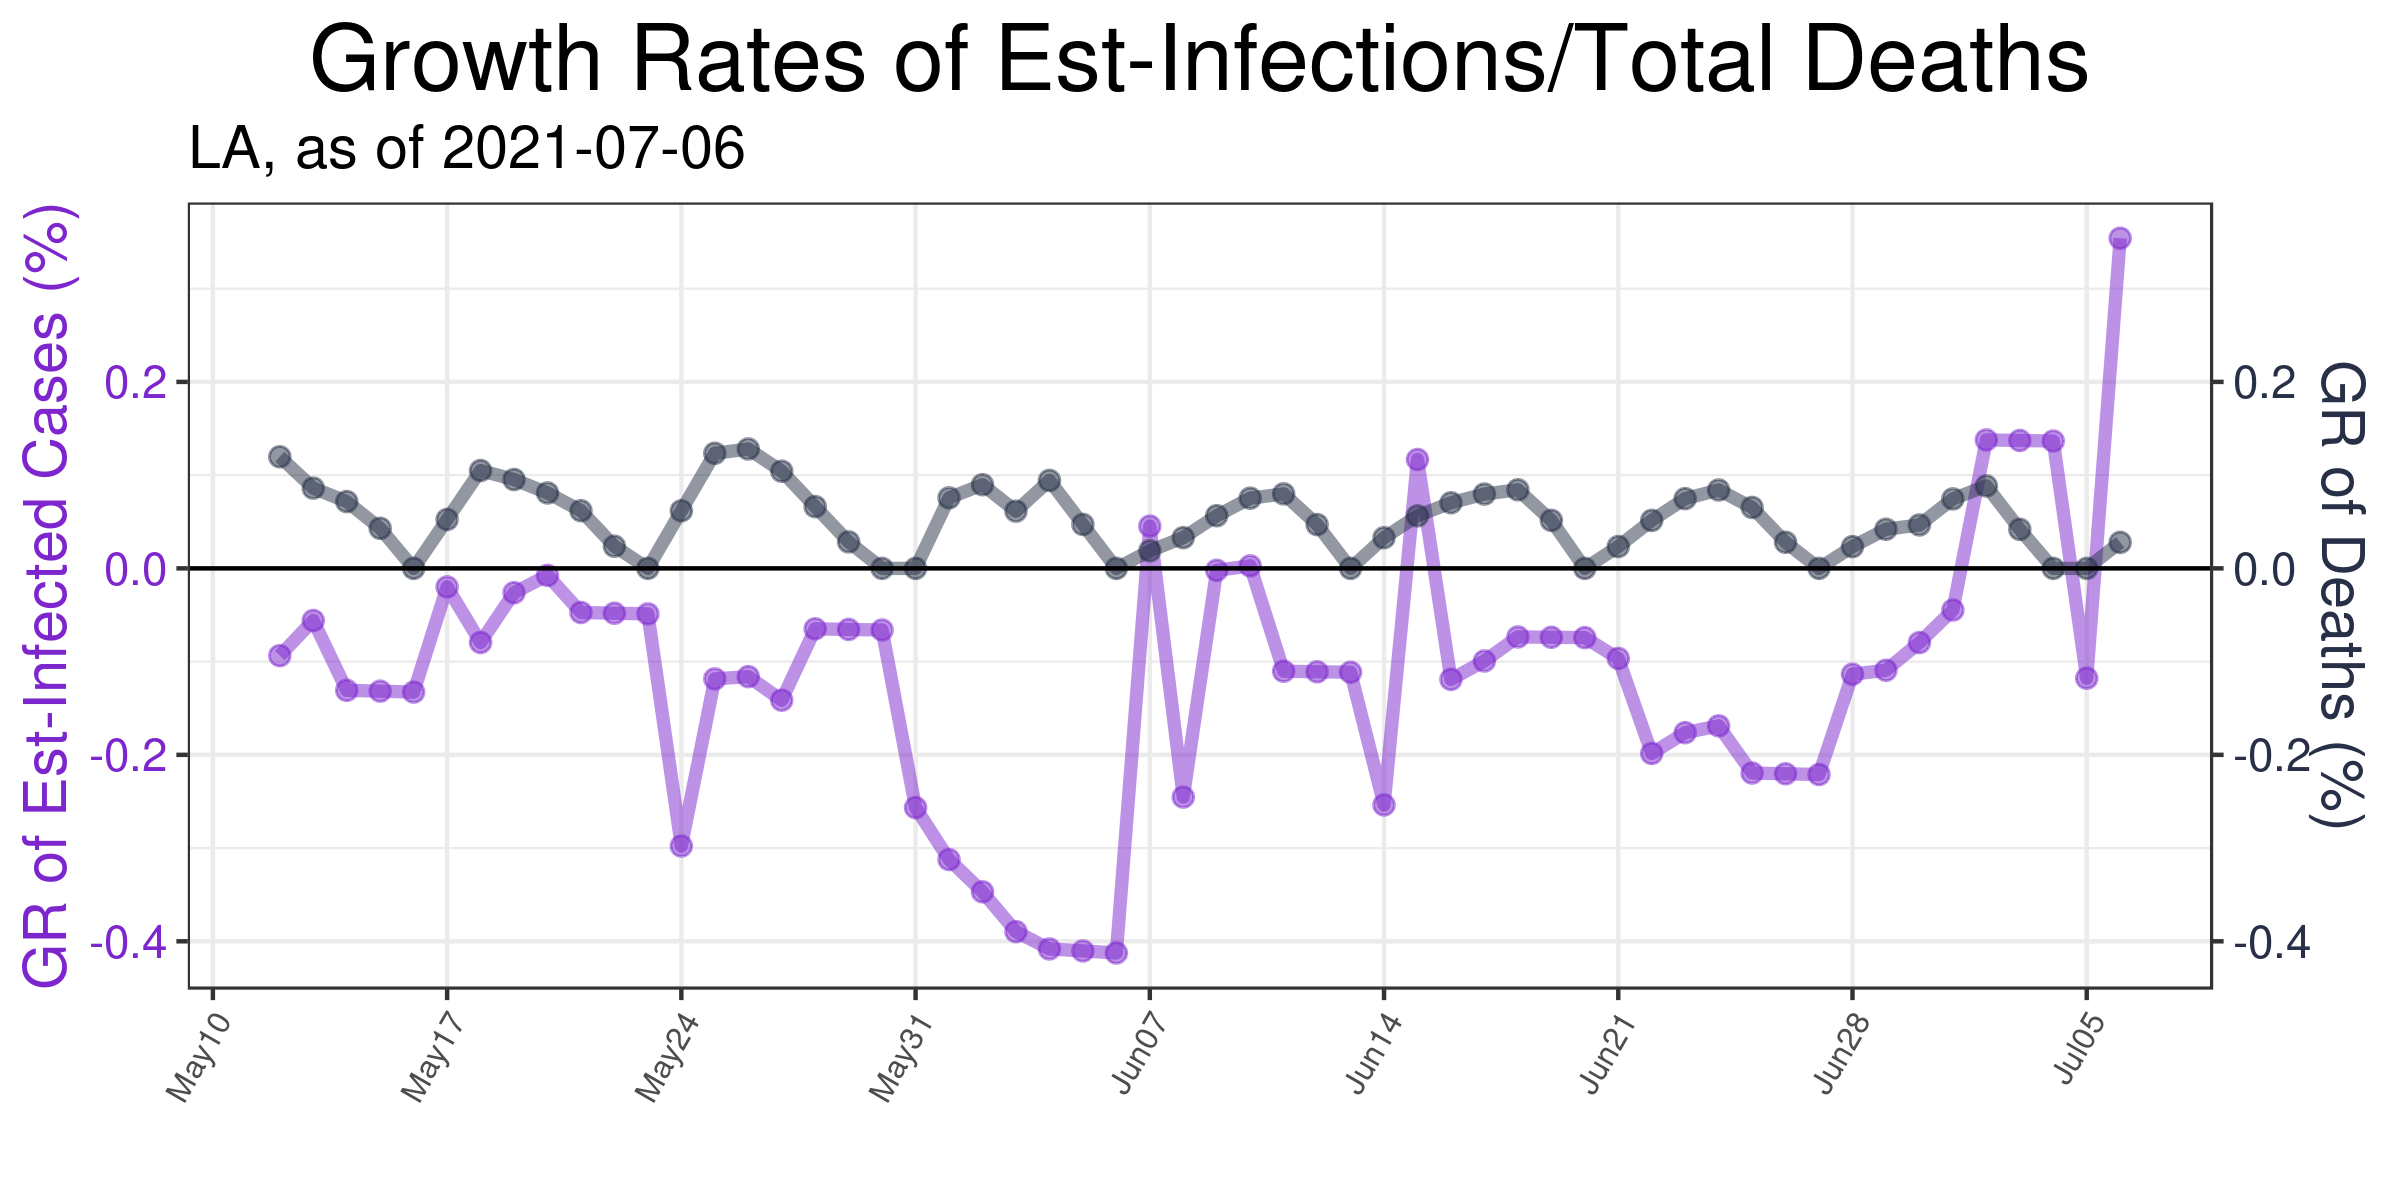 Growth Rates of Est-Infections/Total Deaths
LA, as of 2021-07-06
GR of Est-Infected Cases (%)
0.2
0.0
-0.2
-0.4
0.2
0.0
-0.2
-0.4
GR of Deaths (%)
May10
May17
May24
May31
Jun07
Jun14
Jun21
Jun28
Jul05